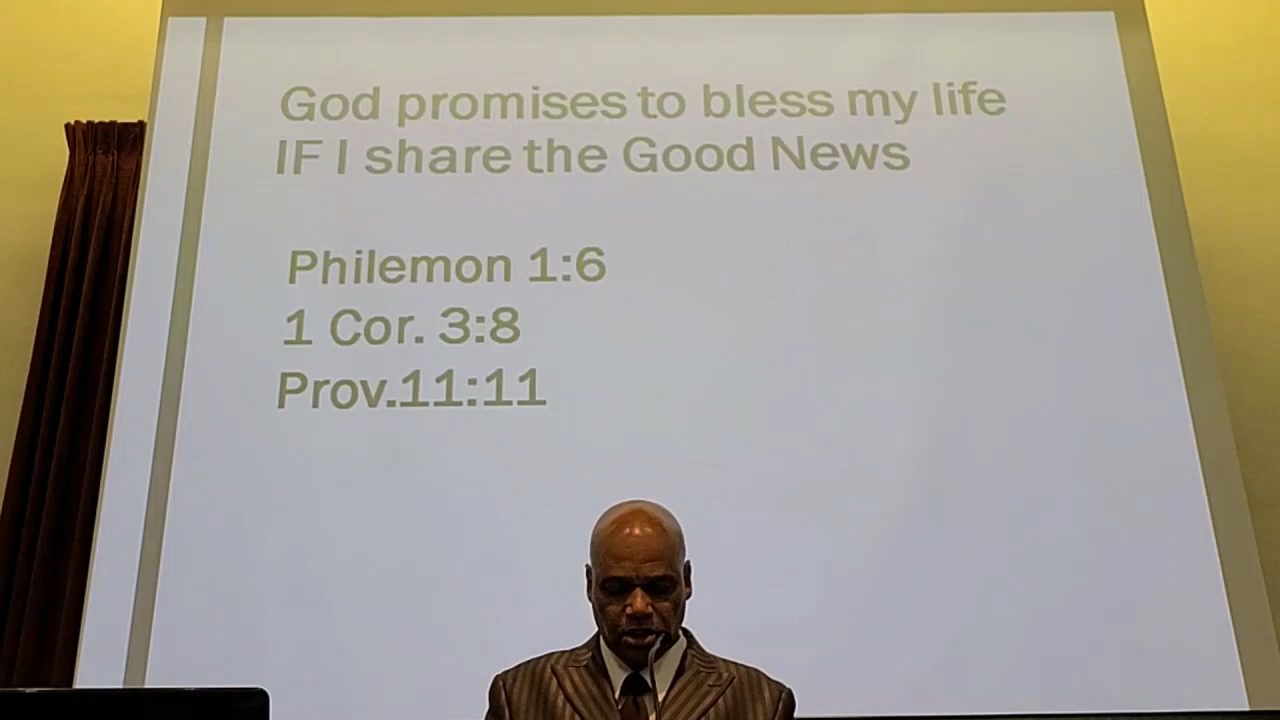 God promises to bless my life
IF I share the Good News
Philemon 1:6
1 Cor. 3:8
Prov.11:11